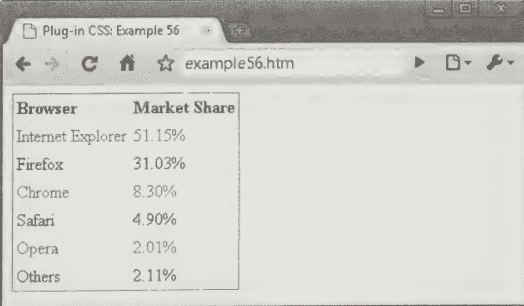 Plug-in CSS: Example 56
example56.htm
Browser Market Share
Internet Explorer 51.15%
Firefox 31.03%
Chrome 8.30%
Safari 4.90%
Opera 2.01%
Others 2.11%